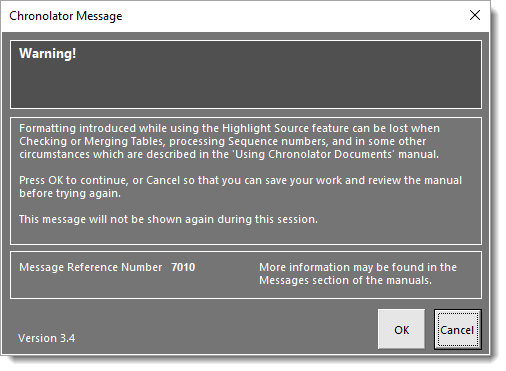 Chronolator Message
Warning!
Formatting introduced while using the Highlight Source feature can be lost when
Checking or Merging Tables, processing Sequence numbers, and in some other
circumstances which are described in the `Using Chronolator Documents´ manual.
Press OK to continue, or Cancel so that you can save your work and review the manual
before trying again.
This message will not be shown again during this session.
Message Reference Number 7010
More information may be found in the
Messages section of the manuals.
Version 3.4
OK
Cancel